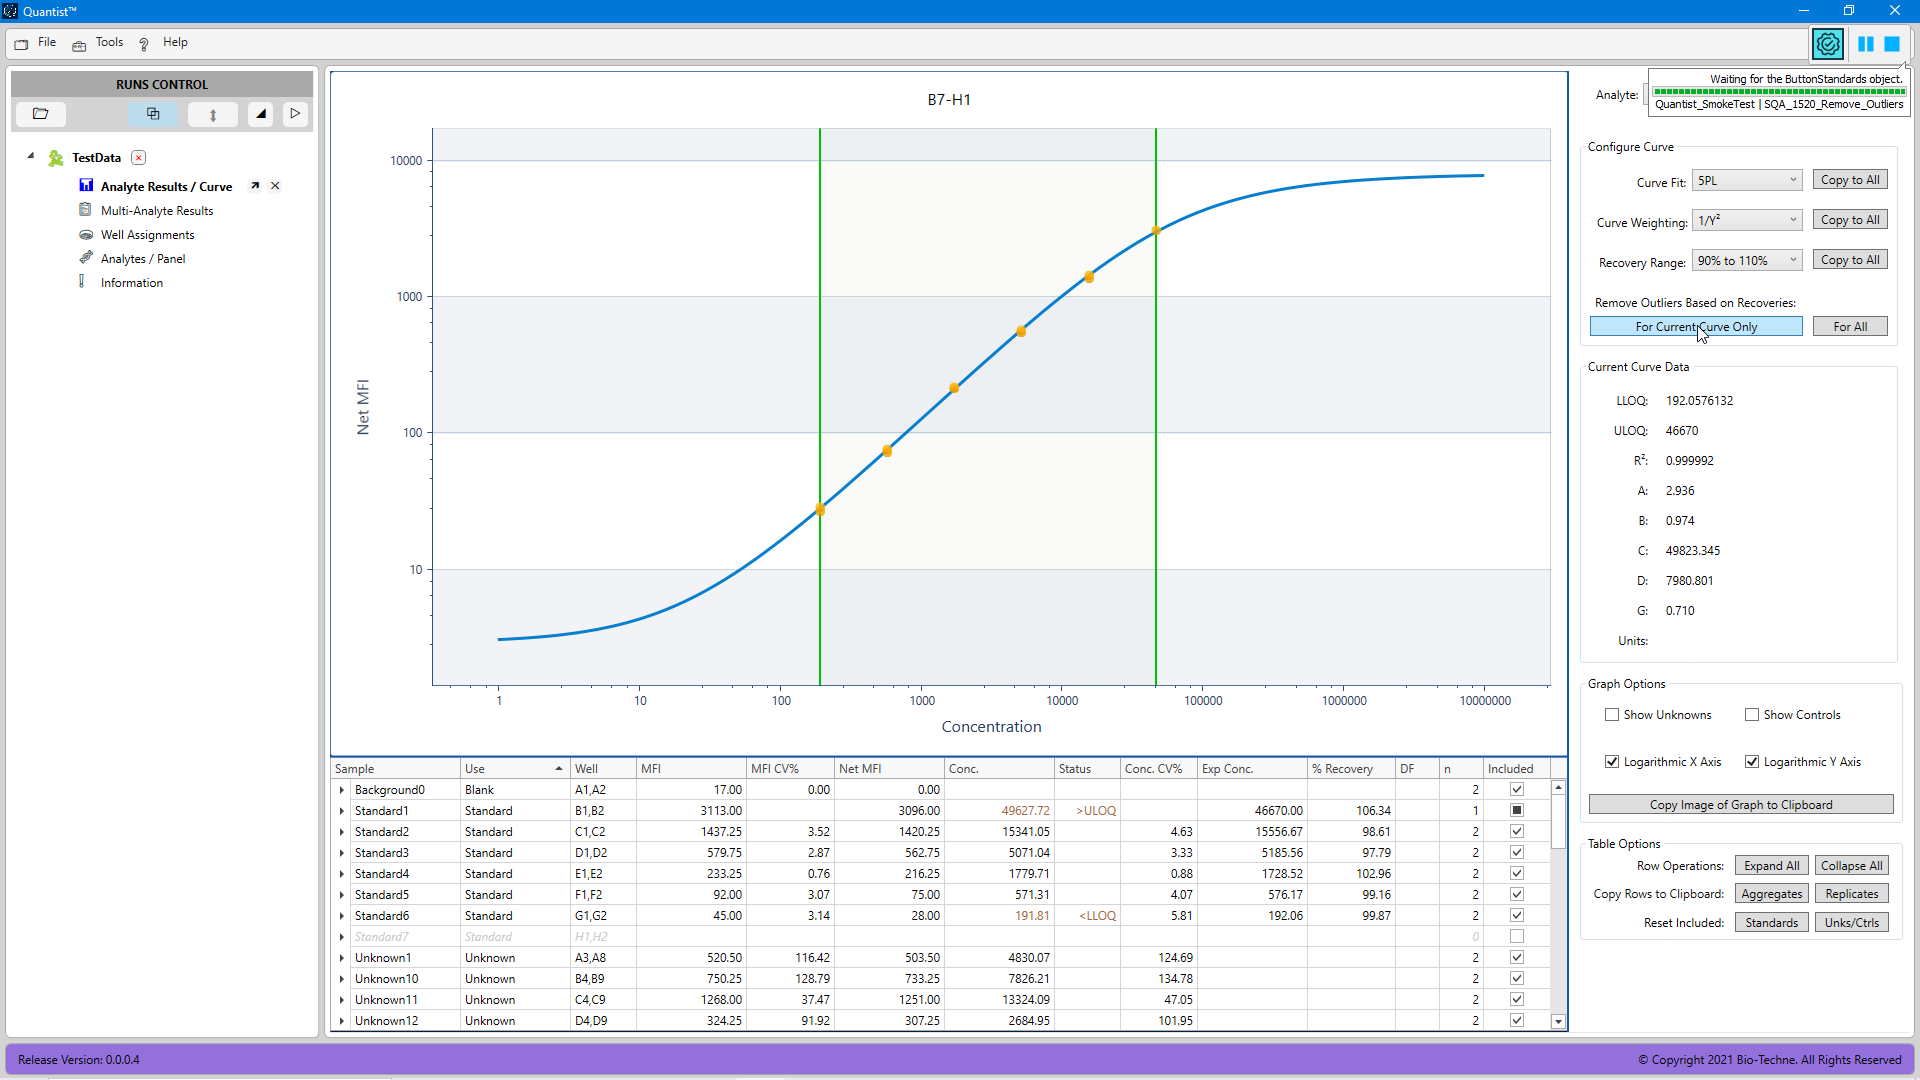 Quantist™
File Tools Help
RUNS CONTROL
TestData
Analyte Results / Curve
Multi-Analyte Results
Well Assignments
Analytes / Panel
Information
B7-H1
10000
1000
100
10
Net MFI
1 10 100 1000 10000 100000 1000000 10000000
Concentration
Waiting for the ButtonStandards object.
Quantist_SmokeTest | SQA_1520_Remove_Outliers
Analyte:
Configure Curve
Curve Fit: 5PL Copy to All
Curve Weighting: 1/Y² Copy to All
Recovery Range: 90% to 110% Copy to All
Remove Outliers Based on Recoveries:
For Current Curve Only For All
Current Curve Data
LLOQ: 192.0576132
ULOQ: 46670
R²: 0.999992
A: 2.936
B: 0.974
C: 49823.345
D: 7980.801
G: 0.710
Units:
Graph Options
Show Unknowns Show Controls
Logarithmic X Axis Logarithmic Y Axis
Copy Image of Graph to Clipboard
Table Options
Row Operations: Expand All Collapse All
Copy Rows to Clipboard: Aggregates Replicates
Reset Included: Standards Unks/Ctrls
Sample Use Well MFI MFI CV% Net MFI Conc. Status Conc. CV% Exp Conc. % Recovery DF n Included
Background0 Blank A1,A2 17.00 0.00 0.00 2
Standard1 Standard B1,B2 3113.00 3096.00 49627.72 >ULOQ 46670.00 106.34 1
Standard2 Standard C1,C2 1437.25 3.52 1420.25 15341.05 4.63 15556.67 98.61 2
Standard3 Standard D1,D2 579.75 2.87 562.75 5071.04 3.33 5185.56 97.79 2
Standard4 Standard E1,E2 233.25 0.76 216.25 1779.71 0.88 1728.52 102.96 2
Standard5 Standard F1,F2 92.00 3.07 75.00 571.31 4.07 576.17 99.16 2
Standard6 Standard G1,G2 45.00 3.14 28.00 191.81 <LLOQ 5.81 192.06 99.87 2
Standard7 Standard H1,H2 0
Unknown1 Unknown A3,A8 520.50 116.42 503.50 4830.07 124.69 2
Unknown10 Unknown B4,B9 750.25 128.79 733.25 7826.21 134.78 2
Unknown11 Unknown C4,C9 1268.00 37.47 1251.00 13324.09 47.05 2
Unknown12 Unknown D4,D9 324.25 91.92 307.25 2684.95 101.95 2
Release Version: 0.0.0.4
© Copyright 2021 Bio-Techne. All Rights Reserved